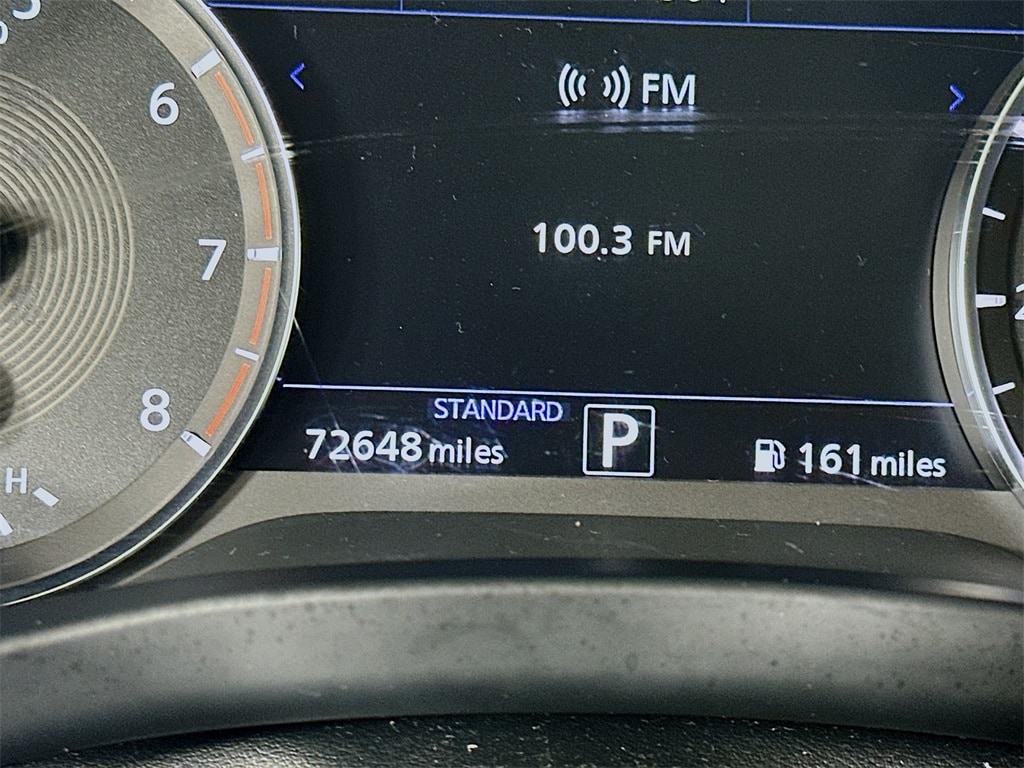 6
7
8
H
FM
100.3 FM
STANDARD
72648 miles
P
161 miles